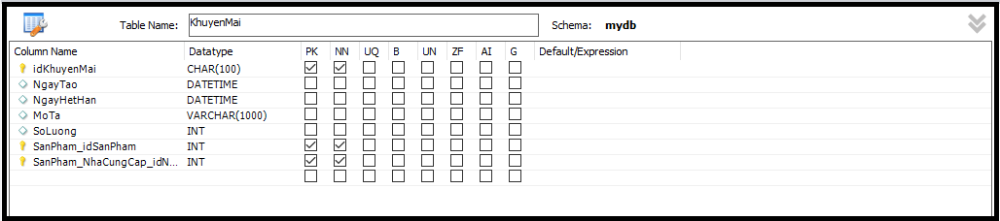 Table Name: KhuyenMai Schema: mydb
Column Name Datatype PK NN UQ B UN ZF AI G Default/Expression
idKhuyenMai CHAR(100)
NgayTao DATETIME
NgayHetHan DATETIME
MoTa VARCHAR(1000)
SoLuong INT
SanPham_idSanPham INT
SanPham_NhaCungCap_idN... INT